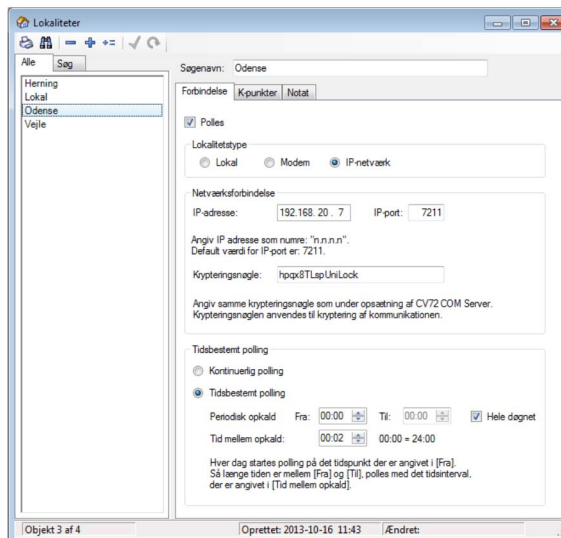 Lokaliteter
Alle
Søg
Herning
Lokal
Odense
Vejle
Søgenavn: Odense
Forbindelse K-punkter Notat
Polles
Lokalitetstype
Lokal Modem IP-netværk
Netværksforbindelse
IP-adresse: 192.168. 20 . 7 IP-port: 7211
Angiv IP adresse som numre: "n.n.n.n".
Default værdi for IP-port er: 7211.
Krypteringsnøgle: hpqx8TLspUniLock
Angiv samme krypteringsnøgle som under opsætning af CV72 COM Server.
Krypteringsnøglen anvendes til kryptering af kommunikationen.
Tidsbestemt polling
Kontinuerlig polling
Tidsbestemt polling
Periodisk opkald Fra: 00:00 Til: 00:00 Hele døgnet
Tid mellem opkald: 00:02 00:00 = 24:00
Hver dag startes polling på det tidspunkt der er angivet i [Fra].
Så længe tiden er mellem [Fra] og [Til], polles med det tidsinterval,
der er angivet i [Tid mellem opkald].
Objekt 3 af 4 Oprettet: 2013-10-16 11:43 Ændret: